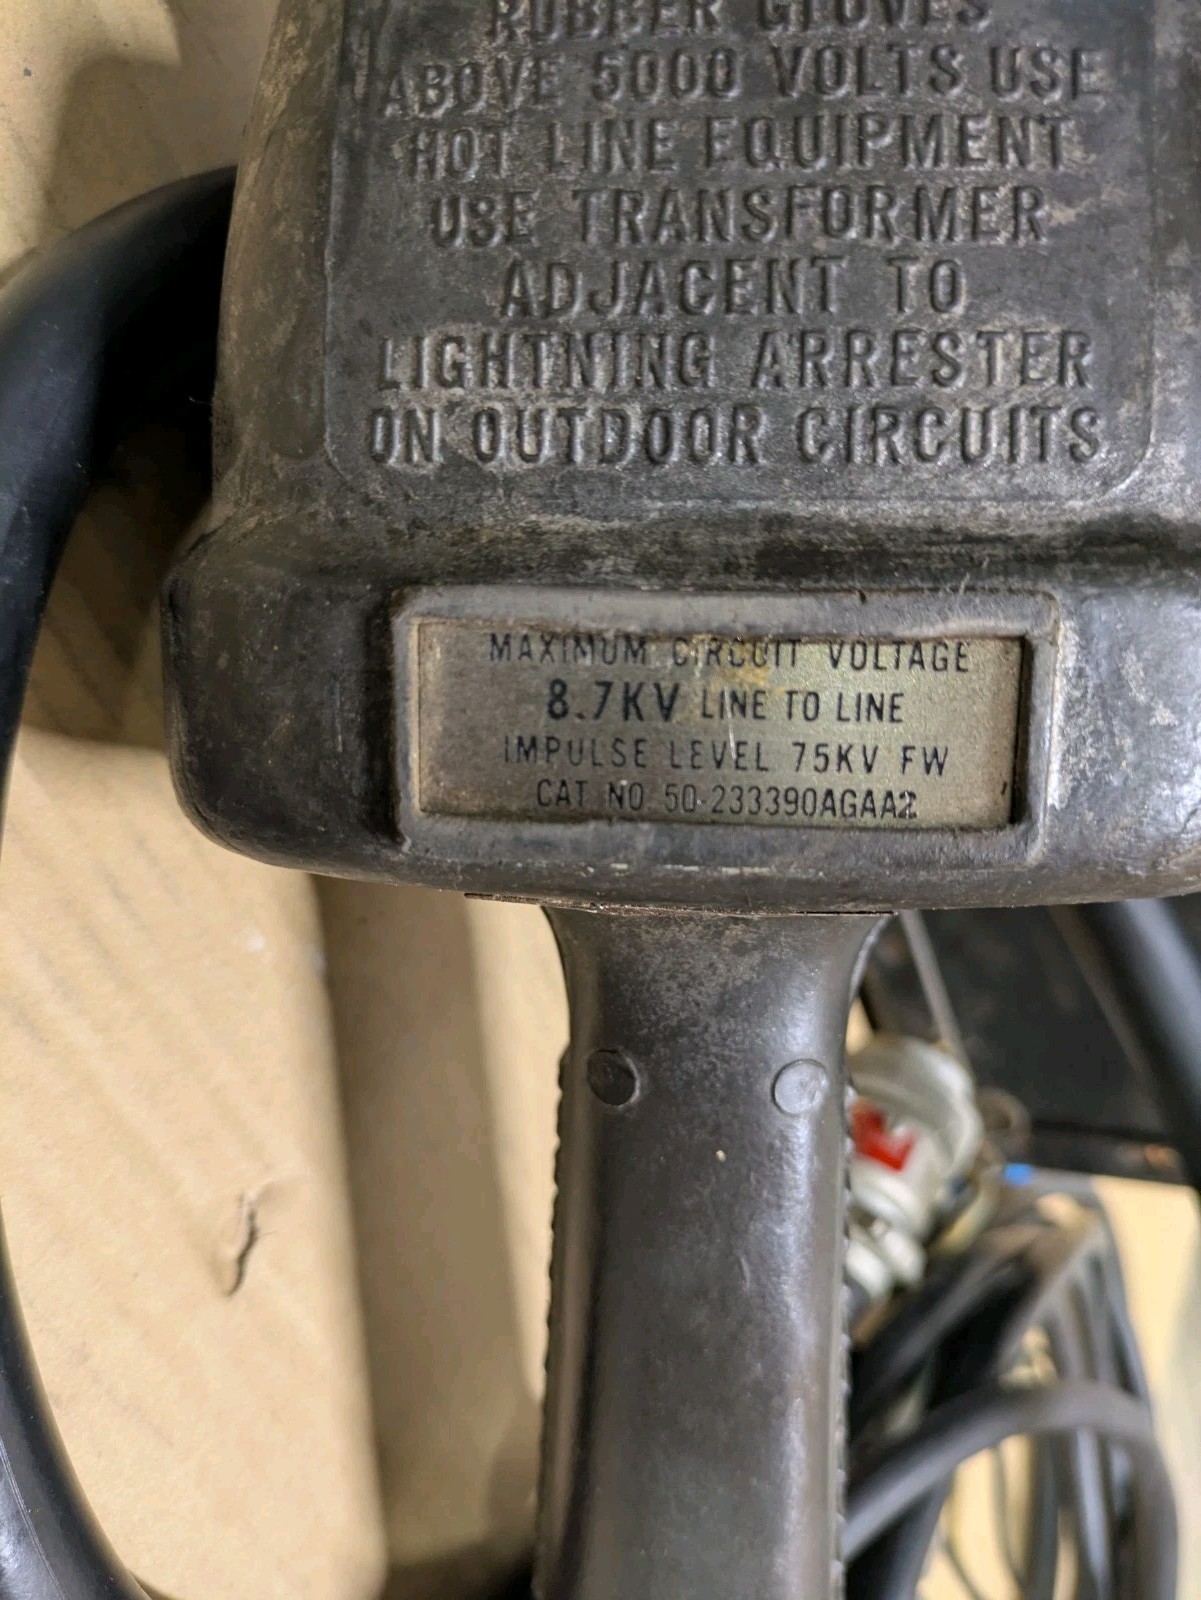 RUBBER GLOVES
ABOVE 5000 VOLTS USE
HOT LINE EQUIPMENT
USE TRANSFORMER
ADJACENT TO
LIGHTNING ARRESTER
ON OUTDOOR CIRCUITS
MAXIMUM CIRCUIT VOLTAGE
8.7KV LINE TO LINE
IMPULSE LEVEL 75KV FW
CAT NO 50-233390AGAA2